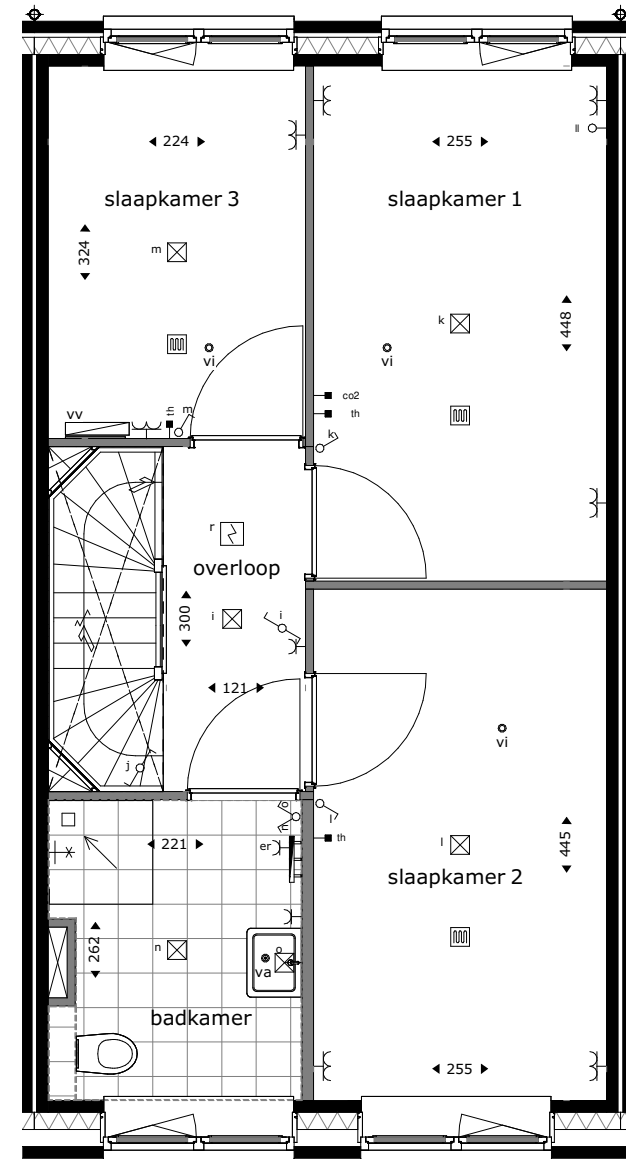 ll
224
255
slaapkamer 3
slaapkamer 1
324
m
k
448
vi
vi
co2
th
vv
th
m
k
r
overloop
i
300
i
121
vi
j
n
o
l
221
er
th
l
445
slaapkamer 2
262
n
o
va
badkamer
255